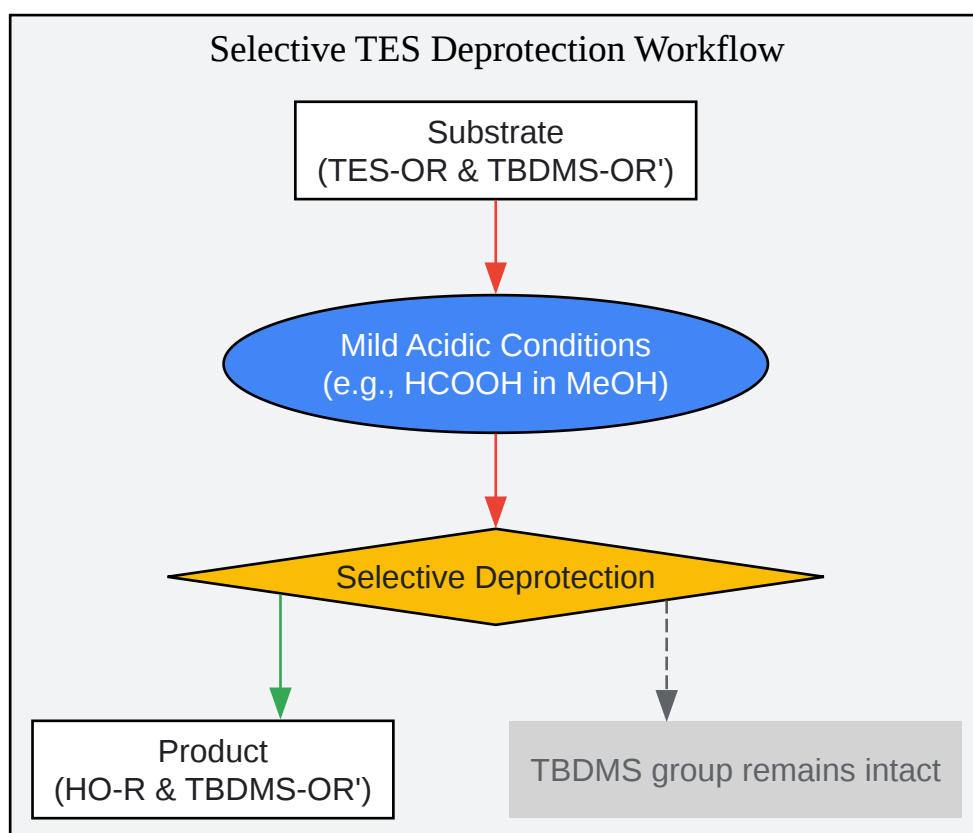 Selective TES Deprotection Workflow
Substrate
(TES-OR & TBDMS-OR')
Mild Acidic Conditions
(e.g., HCOOH in MeOH)
Selective Deprotection
Product
(HO-R & TBDMS-OR')
TBDMS group remains intact